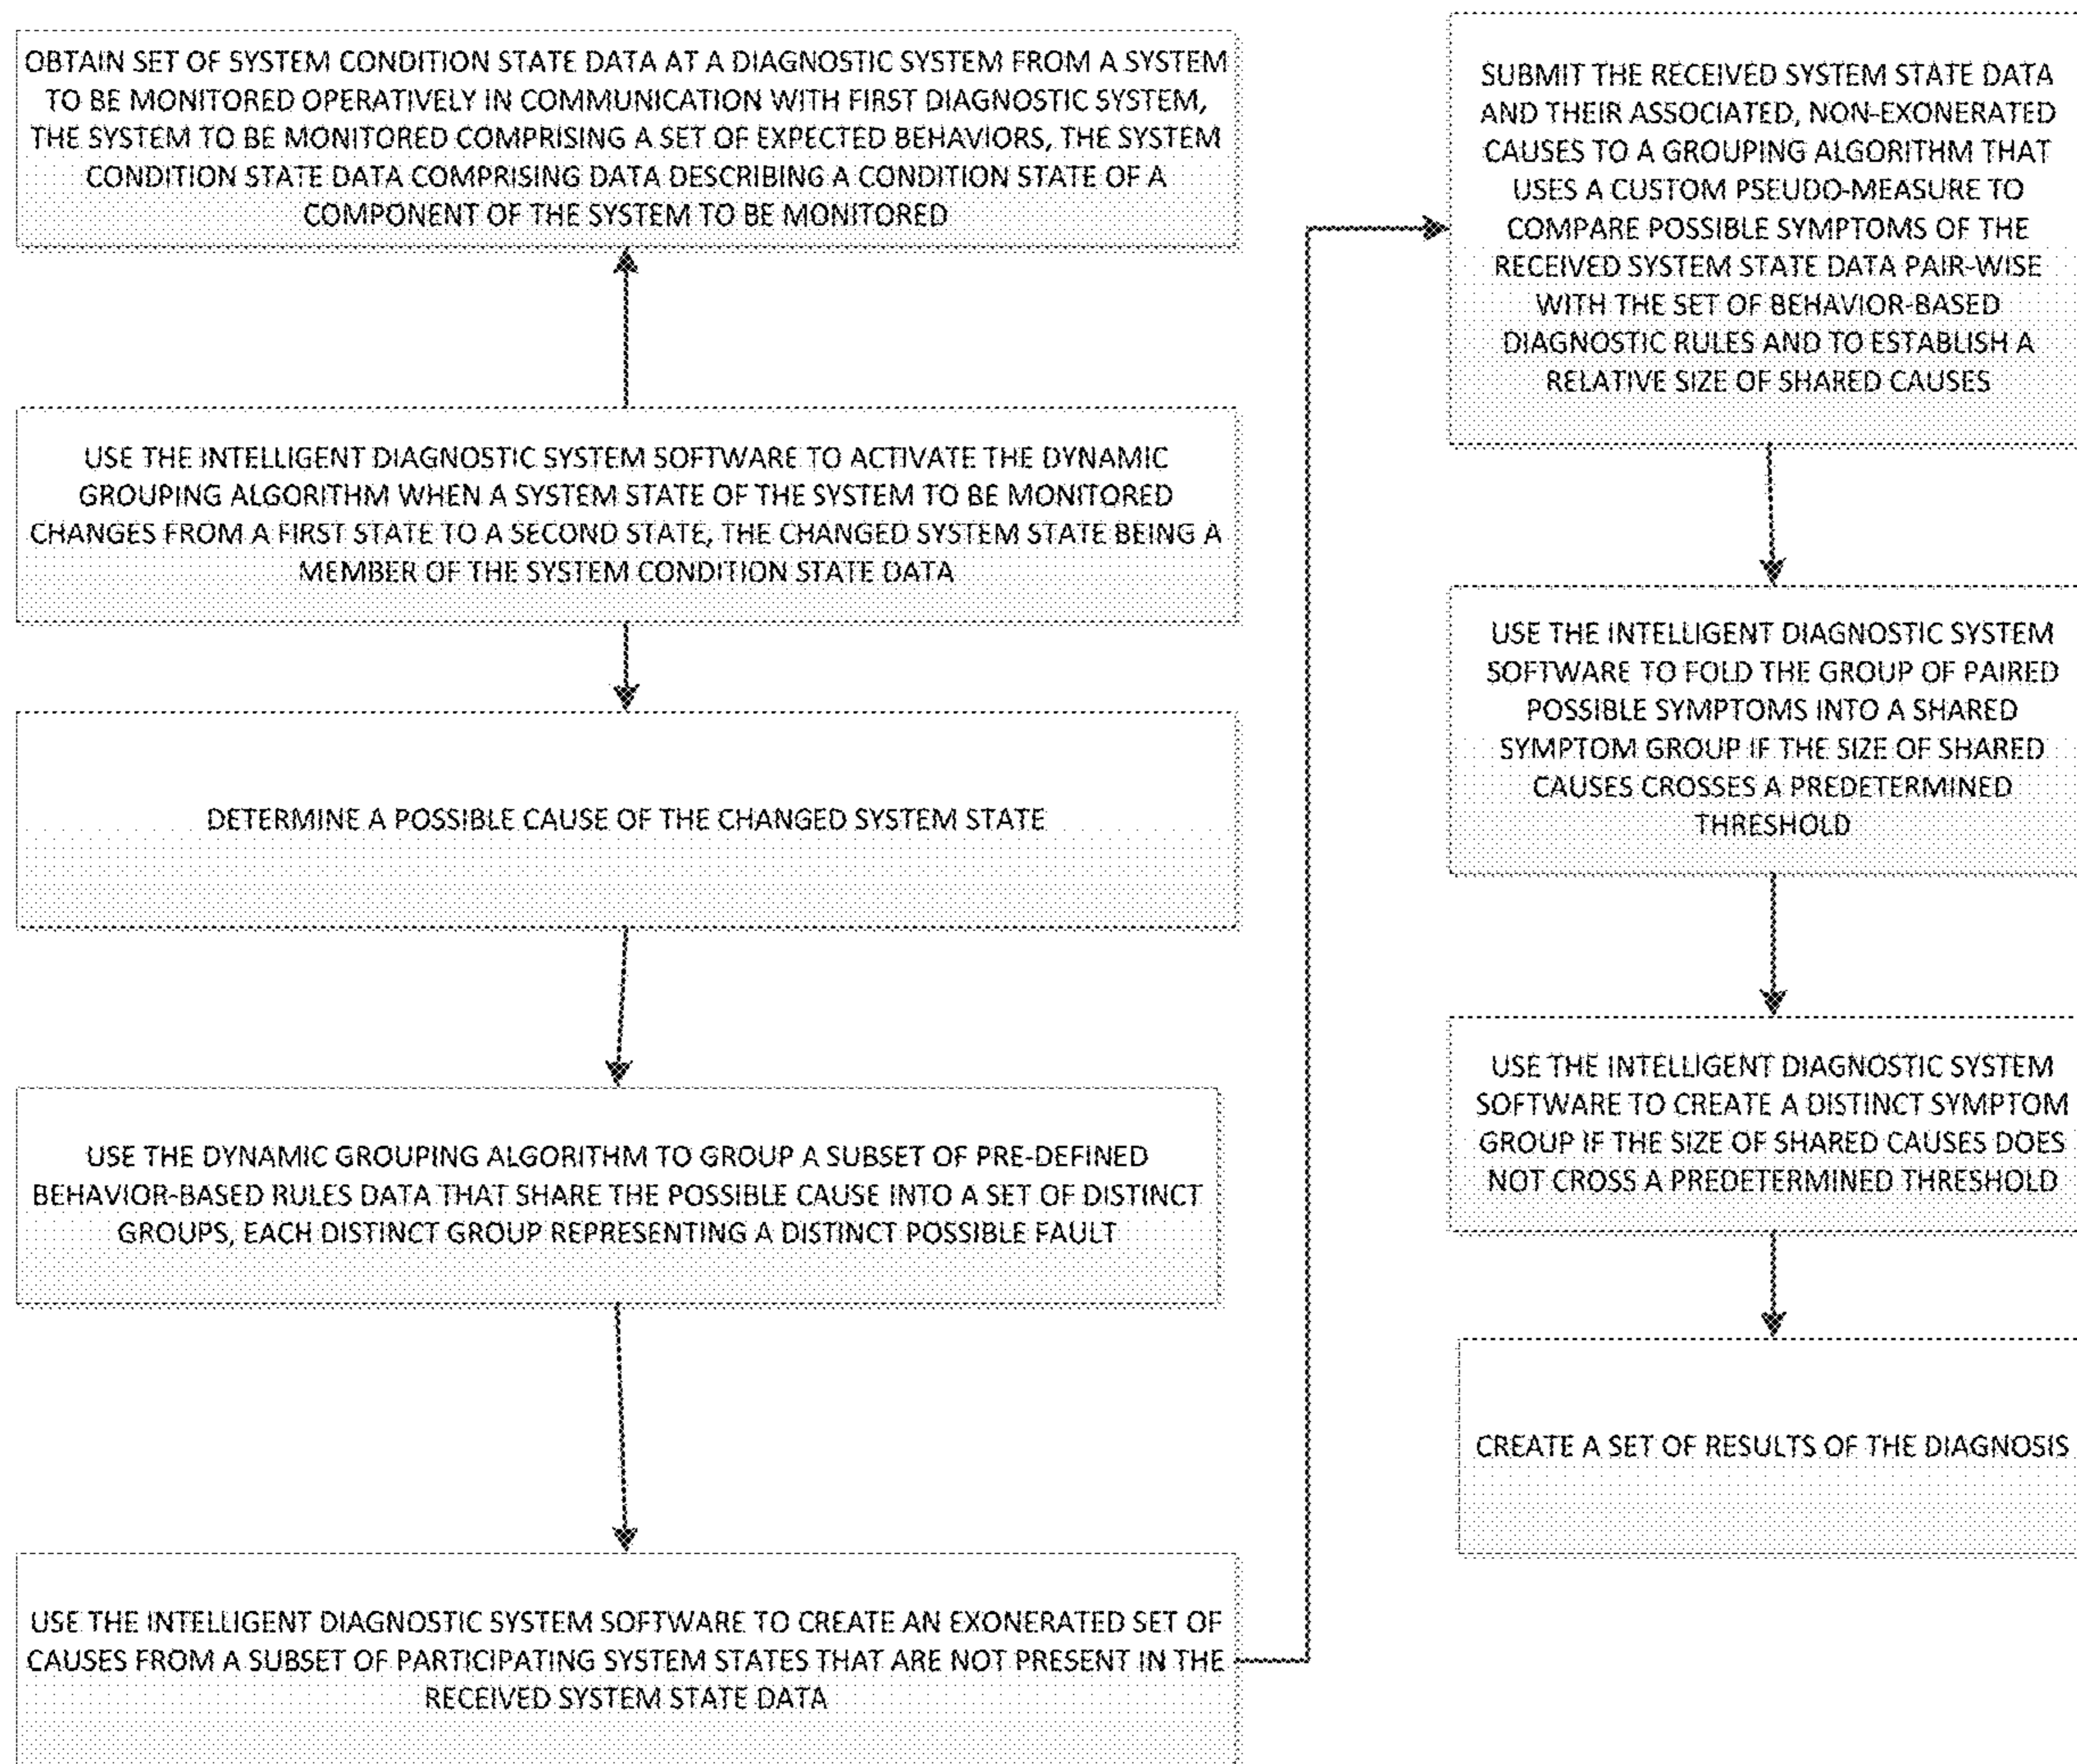 OBTAIN SET OF SYSTEM CONDITION STATE DATA AT A DIAGNOSTIC SYSTEM FROM A SYSTEM
TO BE MONITORED OPERATIVELY IN COMMUNICATION WITH FIRST DIAGNOSTIC SYSTEM,
THE SYSTEM TO BE MONITORED COMPRISING A SET OF EXPECTED BEHAVIORS, THE SYSTEM
CONDITION STATE DATA COMPRISING DATA DESCRIBING A CONDITION STATE OF A
COMPONENT OF THE SYSTEM TO BE MONITORED
USE THE INTELLIGENT DIAGNOSTIC SYSTEM SOFTWARE TO ACTIVATE THE DYNAMIC
GROUPING ALGORITHM WHEN A SYSTEM STATE OF THE SYSTEM TO BE MONITORED
CHANGES FROM A FIRST STATE TO A SECOND STATE, THE CHANGED SYSTEM STATE BEING A
MEMBER OF THE SYSTEM CONDITION STATE DATA
DETERMINE A POSSIBLE CAUSE OF THE CHANGED SYSTEM STATE
USE THE DYNAMIC GROUPING ALGORITHM TO GROUP A SUBSET OF PRE-DEFINED
BEHAVIOR-BASED RULES DATA THAT SHARE THE POSSIBLE CAUSE INTO A SET OF DISTINCT
GROUPS, EACH DISTINCT GROUP REPRESENTING A DISTINCT POSSIBLE FAULT
USE THE INTELLIGENT DIAGNOSTIC SYSTEM SOFTWARE TO CREATE AN EXONERATED SET OF
CAUSES FROM A SUBSET OF PARTICIPATING SYSTEM STATES THAT ARE NOT PRESENT IN THE
RECEIVED SYSTEM STATE DATA
SUBMIT THE RECEIVED SYSTEM STATE DATA
AND THEIR ASSOCIATED, NON-EXONERATED
CAUSES TO A GROUPING ALGORITHM THAT
USES A CUSTOM PSEUDO-MEASURE TO
COMPARE POSSIBLE SYMPTOMS OF THE
RECEIVED SYSTEM STATE DATA PAIR-WISE
WITH THE SET OF BEHAVIOR-BASED
DIAGNOSTIC RULES AND TO ESTABLISH A
RELATIVE SIZE OF SHARED CAUSES
USE THE INTELLIGENT DIAGNOSTIC SYSTEM
SOFTWARE TO FOLD THE GROUP OF PAIRED
POSSIBLE SYMPTOMS INTO A SHARED
SYMPTOM GROUP IF THE SIZE OF SHARED
CAUSES CROSSES A PREDETERMINED
THRESHOLD
USE THE INTELLIGENT DIAGNOSTIC SYSTEM
SOFTWARE TO CREATE A DISTINCT SYMPTOM
GROUP IF THE SIZE OF SHARED CAUSES DOES
NOT CROSS A PREDETERMINED THRESHOLD
CREATE A SET OF RESULTS OF THE DIAGNOSIS